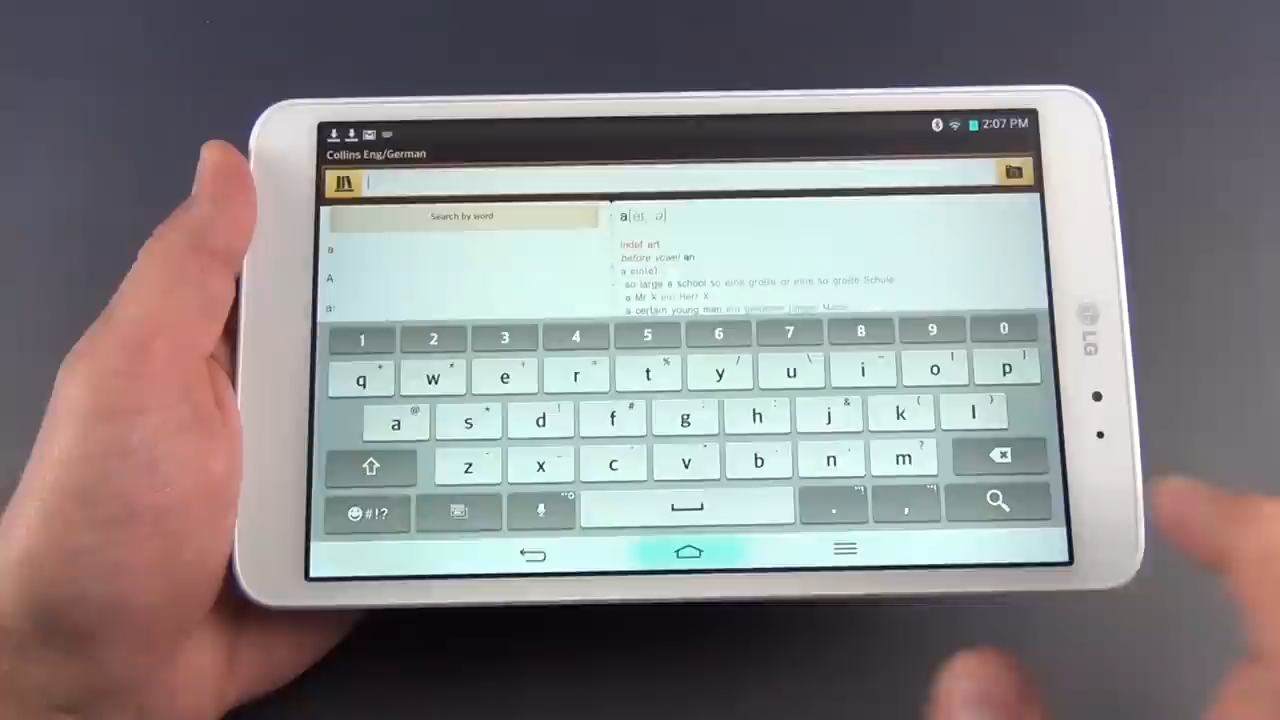 2:07 PM
Collins Eng/German
Search by word
a
A
a
a[eɪ, ə]
indef art
before vowel an
a ein(e)
so large a school so eine große or eine so große Schule
a Mr X ein Herr X
a certain young man ein gewisser junger Mann
1 2 3 4 5 6 7 8 9 0
q w e r t y u i o p
a s d f g h j k l
z x c v b n m
#!? . ,
LG